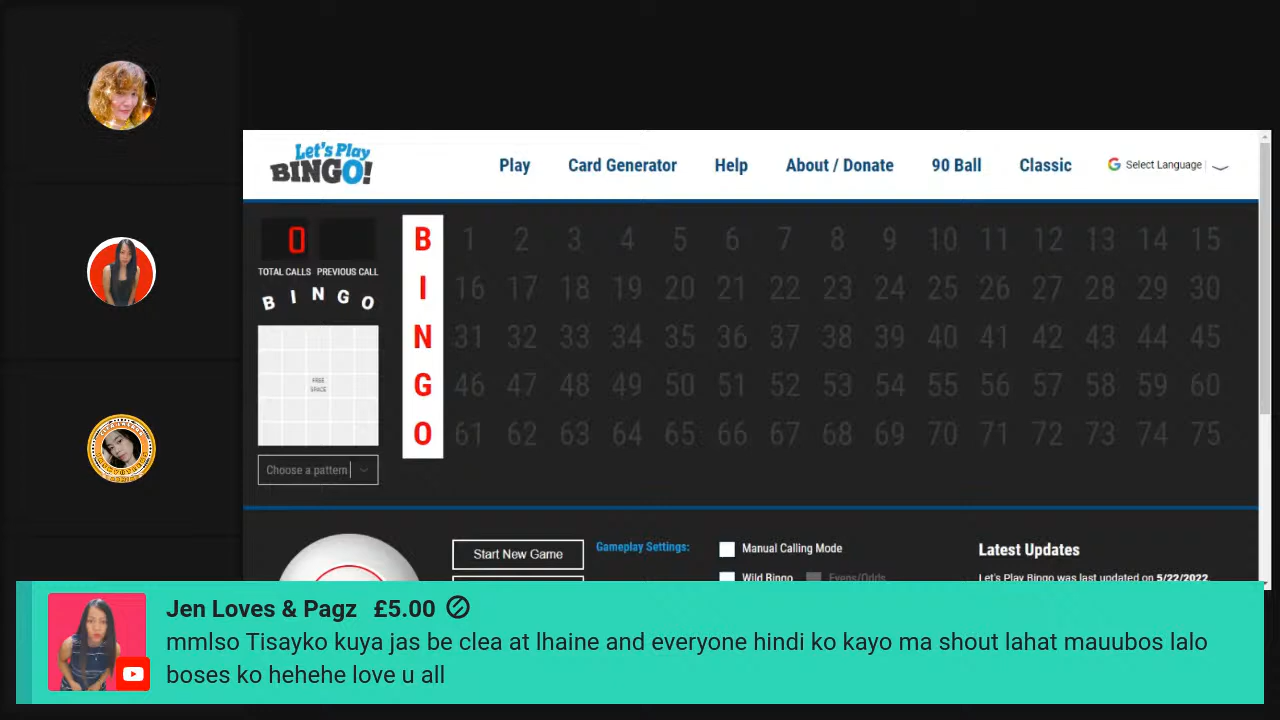 Let's Play
BINGO!
Play
Card Generator
Help
About / Donate
90 Ball
Classic
Select Language
0
TOTAL CALLS PREVIOUS CALL
B I N G O
FREE
SPACE
Choose a pattern
B 1 2 3 4 5 6 7 8 9 10 11 12 13 14 15
I 16 17 18 19 20 21 22 23 24 25 26 27 28 29 30
N 31 32 33 34 35 36 37 38 39 40 41 42 43 44 45
G 46 47 48 49 50 51 52 53 54 55 56 57 58 59 60
O 61 62 63 64 65 66 67 68 69 70 71 72 73 74 75
Start New Game
Gameplay Settings:
Manual Calling Mode
Wild Bingo
Evens/Odds
Latest Updates
Let's Play Bingo was last updated on 5/22/2022
Jen Loves & Pagz £5.00
mmlso Tisayko kuya jas be clea at lhaine and everyone hindi ko kayo ma shout lahat mauubos lalo
boses ko hehehe love u all